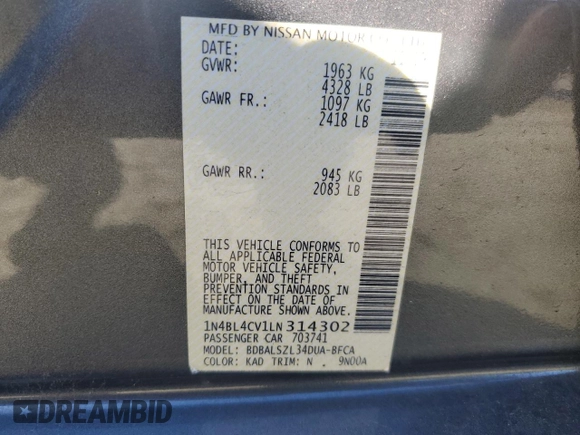 MFD BY NISSAN MOTOR
DATE:
GVWR: 1963 KG
4328 LB
GAWR FR.: 1097 KG
2418 LB
GAWR RR.: 945 KG
2083 LB
THIS VEHICLE CONFORMS TO
ALL APPLICABLE FEDERAL
MOTOR VEHICLE SAFETY,
BUMPER, AND THEFT
PREVENTION STANDARDS IN
EFFECT ON THE DATE OF
MANUFACTURE SHOWN ABOVE.
1N4BL4CV1LN314302
PASSENGER CAR 703741
MODEL: BDBALSZL34DUA-BFCA
COLOR: KAD TRIM: N . 9N00A
DREAMBID